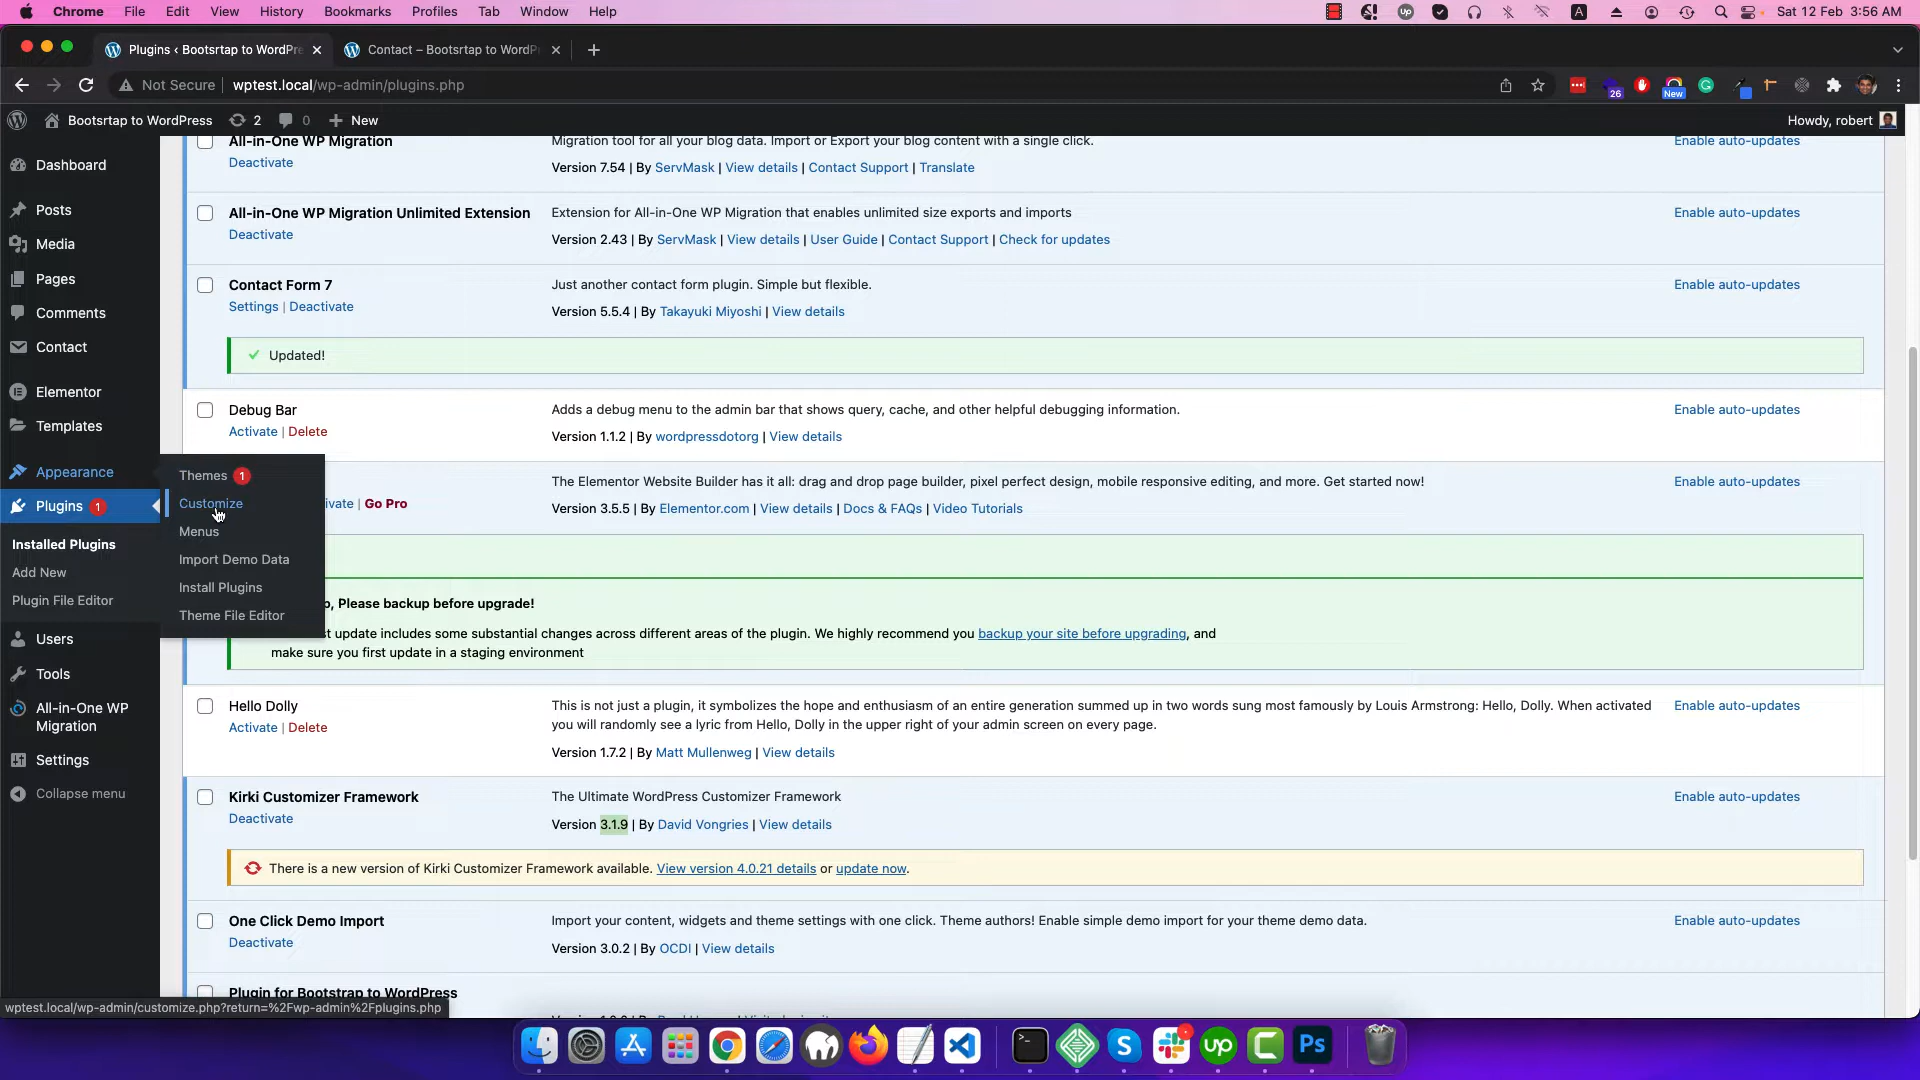 Chrome File Edit View History Bookmarks Profiles Tab Window Help
A
Sat 12 Feb 3:56 AM
Plugins ‹ Bootsrtap to WordPre
Contact – Bootsrtap to WordP
Not Secure wptest.local/wp-admin/plugins.php
26
New
Bootsrtap to WordPress 2 0 New
Howdy, robert
Dashboard
Posts
Media
Pages
Comments
Contact
Elementor
Templates
Appearance
Plugins 1
Installed Plugins
Add New
Plugin File Editor
Users
Tools
All-in-One WP
Migration
Settings
Collapse menu
Themes 1
Customize
Menus
Import Demo Data
Install Plugins
Theme File Editor
All-in-One WP Migration
Deactivate
Migration tool for all your blog data. Import or Export your blog content with a single click.
Version 7.54 | By ServMask | View details | Contact Support | Translate
Enable auto-updates
All-in-One WP Migration Unlimited Extension
Deactivate
Extension for All-in-One WP Migration that enables unlimited size exports and imports
Version 2.43 | By ServMask | View details | User Guide | Contact Support | Check for updates
Enable auto-updates
Contact Form 7
Settings | Deactivate
Just another contact form plugin. Simple but flexible.
Version 5.5.4 | By Takayuki Miyoshi | View details
Enable auto-updates
Updated!
Debug Bar
Activate | Delete
Adds a debug menu to the admin bar that shows query, cache, and other helpful debugging information.
Version 1.1.2 | By wordpressdotorg | View details
Enable auto-updates
ivate | Go Pro
The Elementor Website Builder has it all: drag and drop page builder, pixel perfect design, mobile responsive editing, and more. Get started now!
Version 3.5.5 | By Elementor.com | View details | Docs & FAQs | Video Tutorials
Enable auto-updates
, Please backup before upgrade!
t update includes some substantial changes across different areas of the plugin. We highly recommend you backup your site before upgrading, and
make sure you first update in a staging environment
Hello Dolly
Activate | Delete
This is not just a plugin, it symbolizes the hope and enthusiasm of an entire generation summed up in two words sung most famously by Louis Armstrong: Hello, Dolly. When activated
you will randomly see a lyric from Hello, Dolly in the upper right of your admin screen on every page.
Version 1.7.2 | By Matt Mullenweg | View details
Enable auto-updates
Kirki Customizer Framework
Deactivate
The Ultimate WordPress Customizer Framework
Version 3.1.9 | By David Vongries | View details
Enable auto-updates
There is a new version of Kirki Customizer Framework available. View version 4.0.21 details or update now.
One Click Demo Import
Deactivate
Import your content, widgets and theme settings with one click. Theme authors! Enable simple demo import for your theme demo data.
Version 3.0.2 | By OCDI | View details
Enable auto-updates
Plugin for Bootstrap to WordPress
wptest.local/wp-admin/customize.php?return=%2Fwp-admin%2Fplugins.php
up
Ps